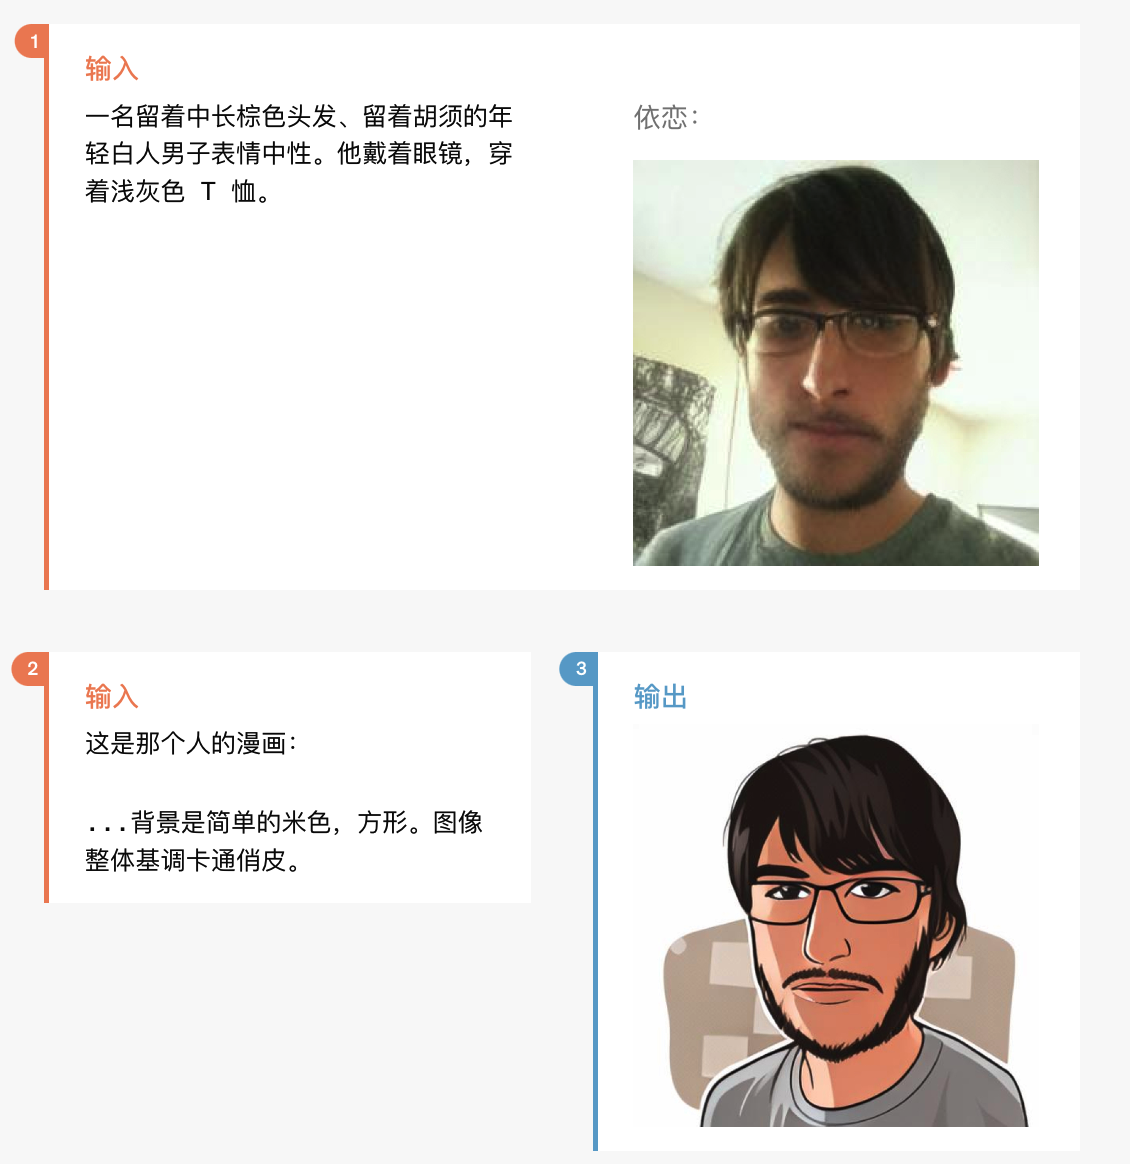 1
输入
一名留着中长棕色头发、留着胡须的年
轻白人男子表情中性。他戴着眼镜，穿
着浅灰色 T 恤。
依恋：
2
输入
这是那个人的漫画：
...背景是简单的米色，方形。图像
整体基调卡通俏皮。
3
输出